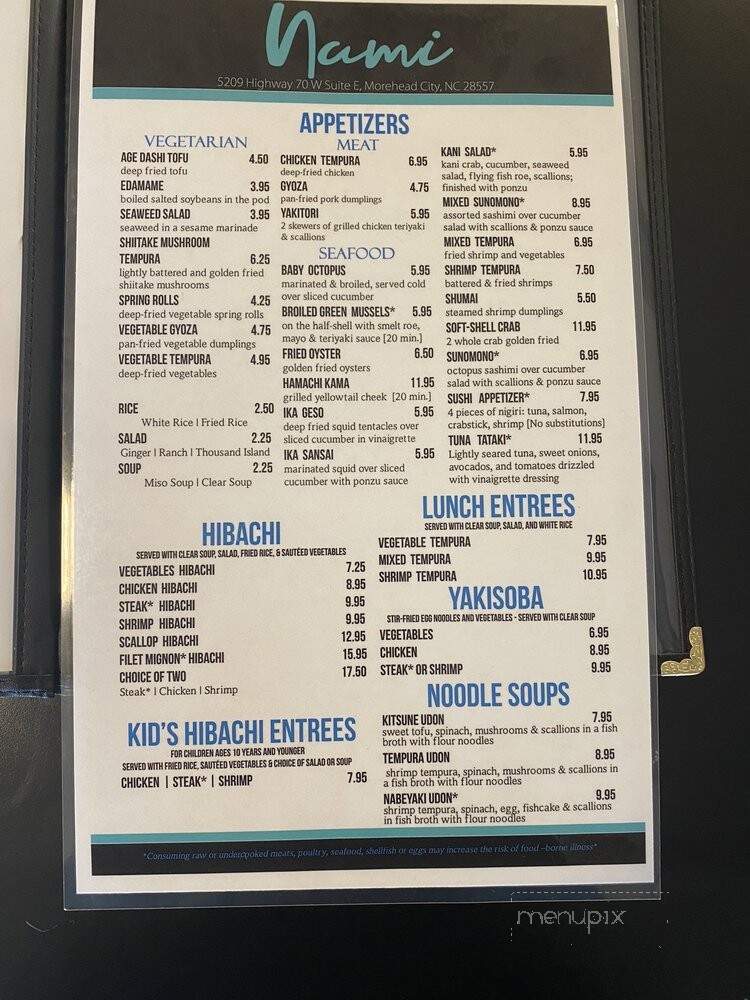 Nami
5209 Highway 70 W Suite E, Morehead City, NC 28557
APPETIZERS
VEGETARIAN
AGE DASHI TOFU 4.50
deep fried tofu
EDAMAME 3.95
boiled salted soybeans in the pod
SEAWEED SALAD 3.95
seaweed in a sesame marinade
SHIITAKE MUSHROOM
TEMPURA 6.25
lightly battered and golden fried
shiitake mushrooms
SPRING ROLLS 4.25
deep-fried vegetable spring rolls
VEGETABLE GYOZA 4.75
pan-fried vegetable dumplings
VEGETABLE TEMPURA 4.95
deep-fried vegetables
RICE 2.50
White Rice | Fried Rice
SALAD 2.25
Ginger | Ranch | Thousand Island
SOUP 2.25
Miso Soup | Clear Soup
MEAT
CHICKEN TEMPURA 6.95
deep-fried chicken
GYOZA 4.75
pan-fried pork dumplings
YAKITORI 5.95
2 skewers of grilled chicken teriyaki
& scallions
SEAFOOD
BABY OCTOPUS 5.95
marinated & broiled, served cold
over sliced cucumber
BROILED GREEN MUSSELS* 5.95
on the half-shell with smelt roe,
mayo & teriyaki sauce [20 min.]
FRIED OYSTER 6.50
golden fried oysters
HAMACHI KAMA 11.95
grilled yellowtail cheek [20 min.]
IKA GESO 5.95
deep fried squid tentacles over
sliced cucumber in vinaigrette
IKA SANSAI 5.95
marinated squid over sliced
cucumber with ponzu sauce
KANI SALAD* 5.95
kani crab, cucumber, seaweed
salad, flying fish roe, scallions;
finished with ponzu
MIXED SUNOMONO* 8.95
assorted sashimi over cucumber
salad with scallions & ponzu sauce
MIXED TEMPURA 6.95
fried shrimp and vegetables
SHRIMP TEMPURA 7.50
battered & fried shrimps
SHUMAI 5.50
steamed shrimp dumplings
SOFT-SHELL CRAB 11.95
2 whole crab golden fried
SUNOMONO* 6.95
octopus sashimi over cucumber
salad with scallions & ponzu sauce
SUSHI APPETIZER* 7.95
4 pieces of nigiri: tuna, salmon,
crabstick, shrimp [No substitutions]
TUNA TATAKI* 11.95
Lightly seared tuna, sweet onions,
avocados, and tomatoes drizzled
with vinaigrette dressing
HIBACHI
SERVED WITH CLEAR SOUP, SALAD, FRIED RICE, & SAUTÉED VEGETABLES
VEGETABLES HIBACHI 7.25
CHICKEN HIBACHI 8.95
STEAK* HIBACHI 9.95
SHRIMP HIBACHI 9.95
SCALLOP HIBACHI 12.95
FILET MIGNON* HIBACHI 15.95
CHOICE OF TWO 17.50
Steak* | Chicken | Shrimp
KID'S HIBACHI ENTREES
FOR CHILDREN AGES 10 YEARS AND YOUNGER
SERVED WITH FRIED RICE, SAUTÉED VEGETABLES & CHOICE OF SALAD OR SOUP
CHICKEN | STEAK* | SHRIMP 7.95
LUNCH ENTREES
SERVED WITH CLEAR SOUP, SALAD, AND WHITE RICE
VEGETABLE TEMPURA 7.95
MIXED TEMPURA 9.95
SHRIMP TEMPURA 10.95
YAKISOBA
STIR-FRIED EGG NOODLES AND VEGETABLES - SERVED WITH CLEAR SOUP
VEGETABLES 6.95
CHICKEN 8.95
STEAK* OR SHRIMP 9.95
NOODLE SOUPS
KITSUNE UDON 7.95
sweet tofu, spinach, mushrooms & scallions in a fish
broth with flour noodles
TEMPURA UDON 8.95
shrimp tempura, spinach, mushrooms & scallions in
a fish broth with flour noodles
NABEYAKI UDON* 9.95
shrimp tempura, spinach, egg, fishcake & scallions
in fish broth with flour noodles
*Consuming raw or undercooked meats, poultry, seafood, shellfish or eggs may increase the risk of food –borne illness*
menupix